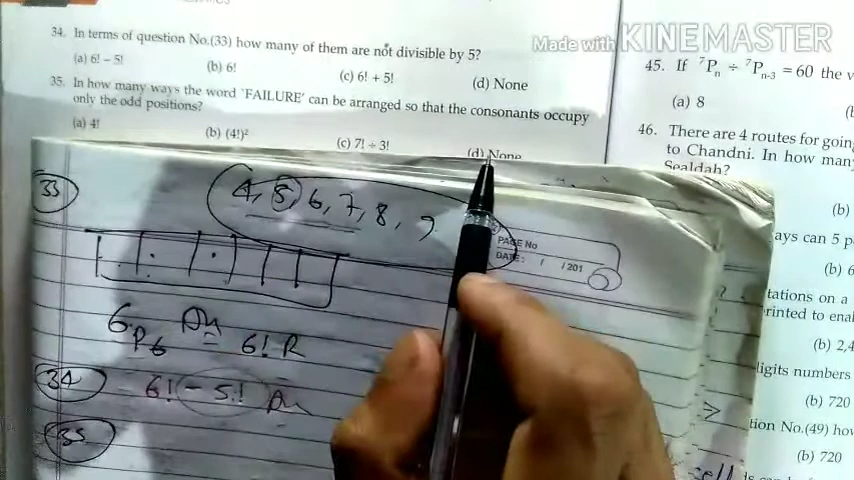 Made with KINEMASTER
34. In terms of question No.(33) how many of them are not divisible by 5?
(a) 6! – 5! (b) 6! (c) 6! + 5! (d) None
35. In how many ways the word 'FAILURE' can be arranged so that the consonants occupy
only the odd positions?
(a) 4! (b) (4!)² (c) 7! ÷ 3! (d) None
45. If ⁷Pₙ ÷ ⁷Pₙ₋₃ = 60 the
(a) 8
46. There are 4 routes for going
to Chandni. In how many
Sealdah?
(b)
ays can 5 p
(b) 6
tations on a
rinted to enab
(b) 2,4
digits numbers
(b) 720
tion No.(49) how
(b) 720
33
4, 5, 6, 7, 8, 9
PAGE No
DATE: / /201
6P6 6!
34 6! – 5!
35